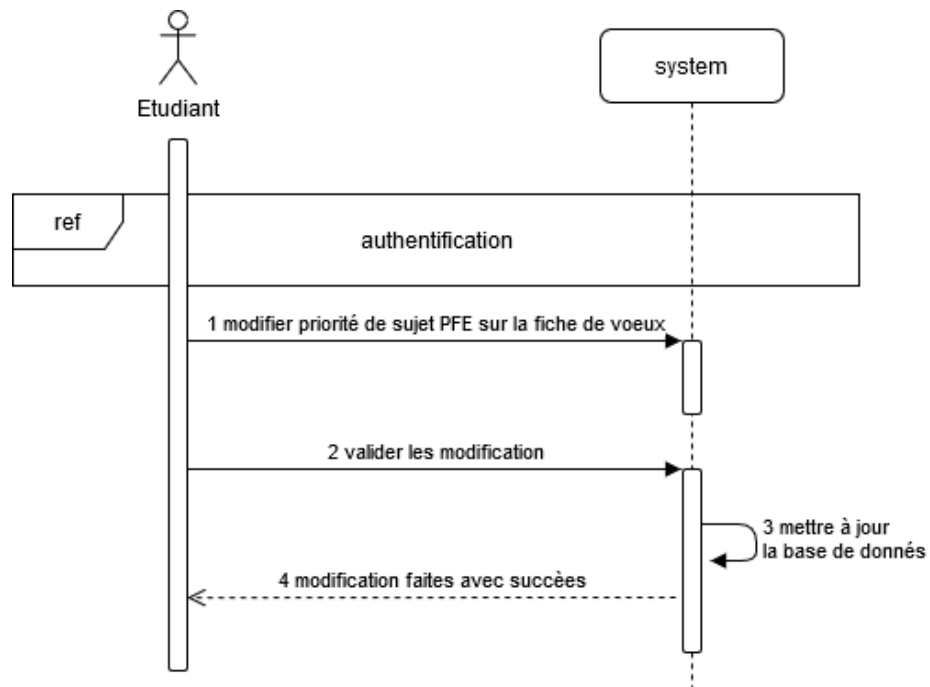 Etudiant
system
ref
authentification
1 modifier priorité de sujet PFE sur la fiche de voeux
2 valider les modification
3 mettre à jour
la base de donnés
4 modification faites avec succèes